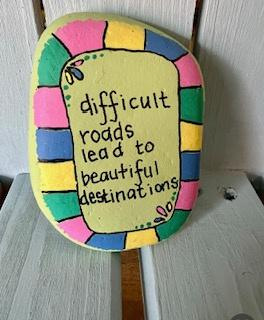 difficult
roads
lead to
beautiful
destinations